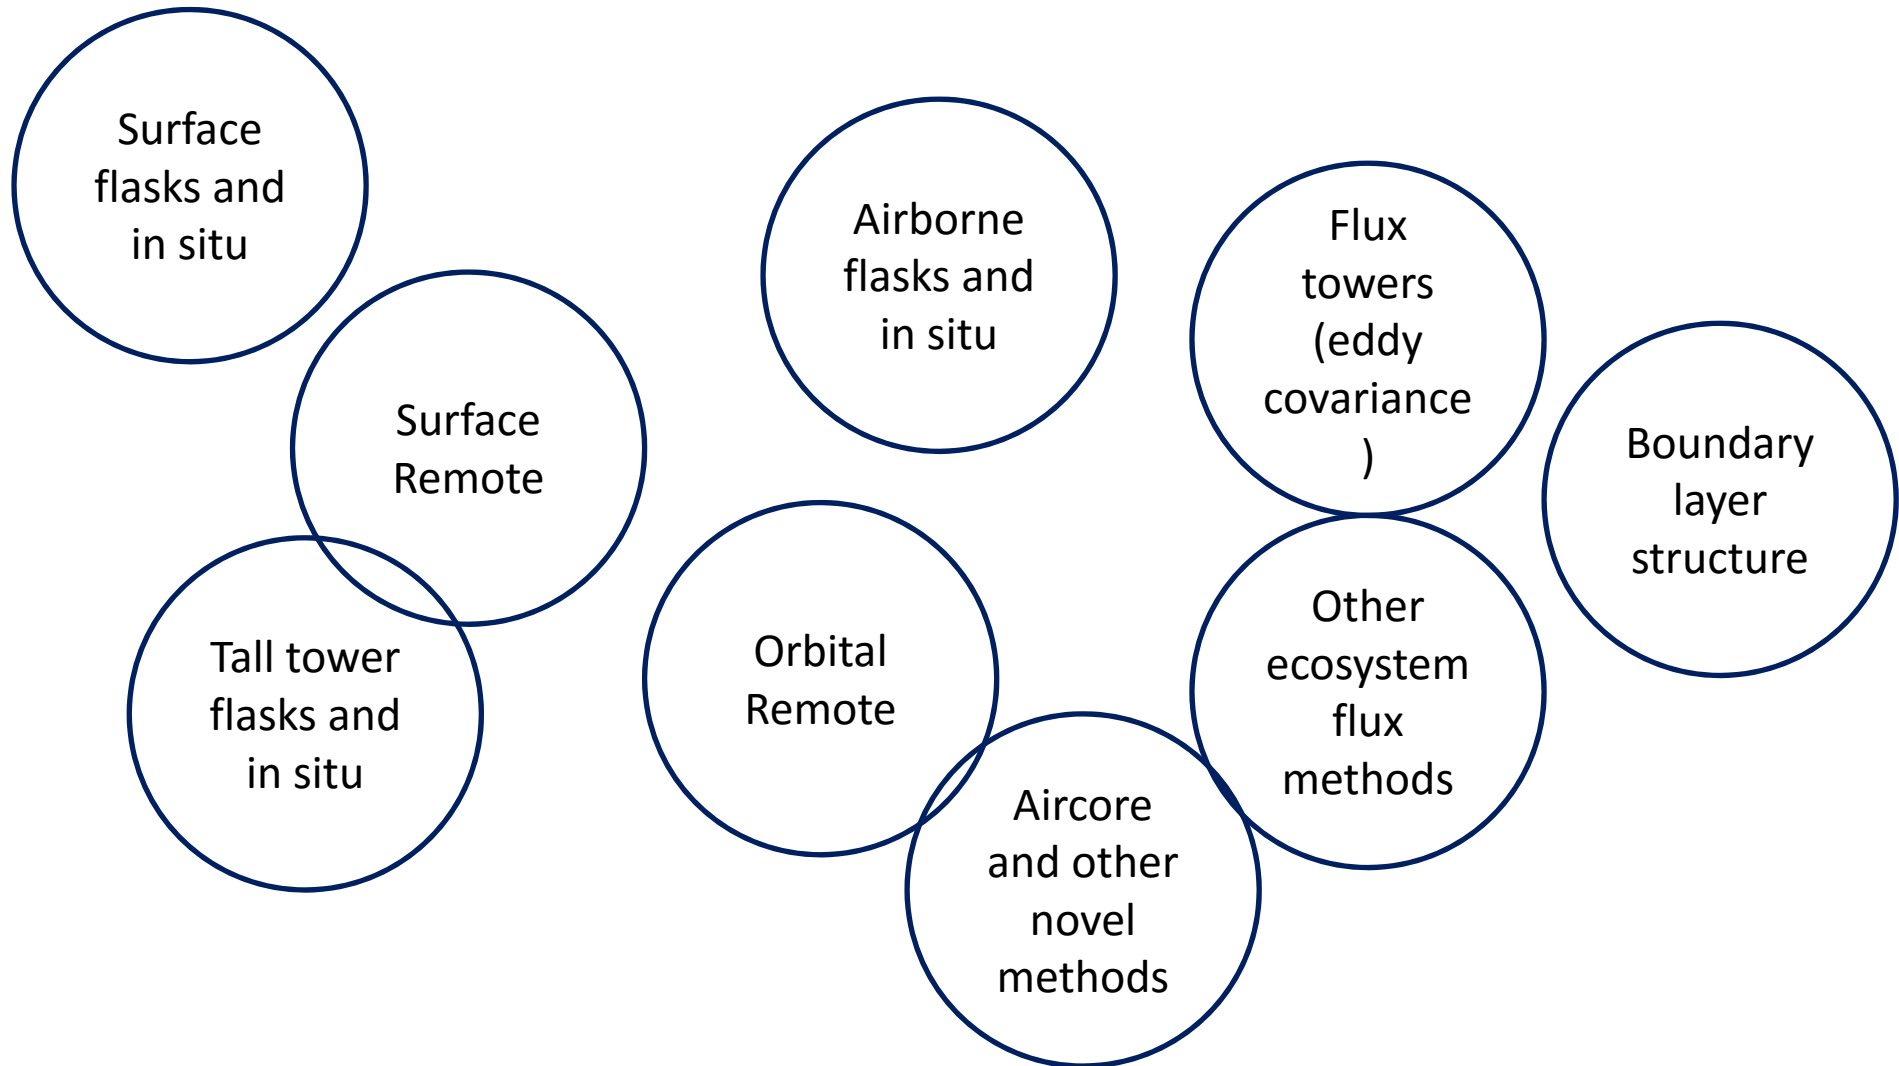 Surface
flasks and
in situ
Surface
Remote
Tall tower
flasks and
in situ
Airborne
flasks and
in situ
Orbital
Remote
Aircore
and other
novel
methods
Flux
towers
(eddy
covariance
)
Other
ecosystem
flux
methods
Boundary
layer
structure